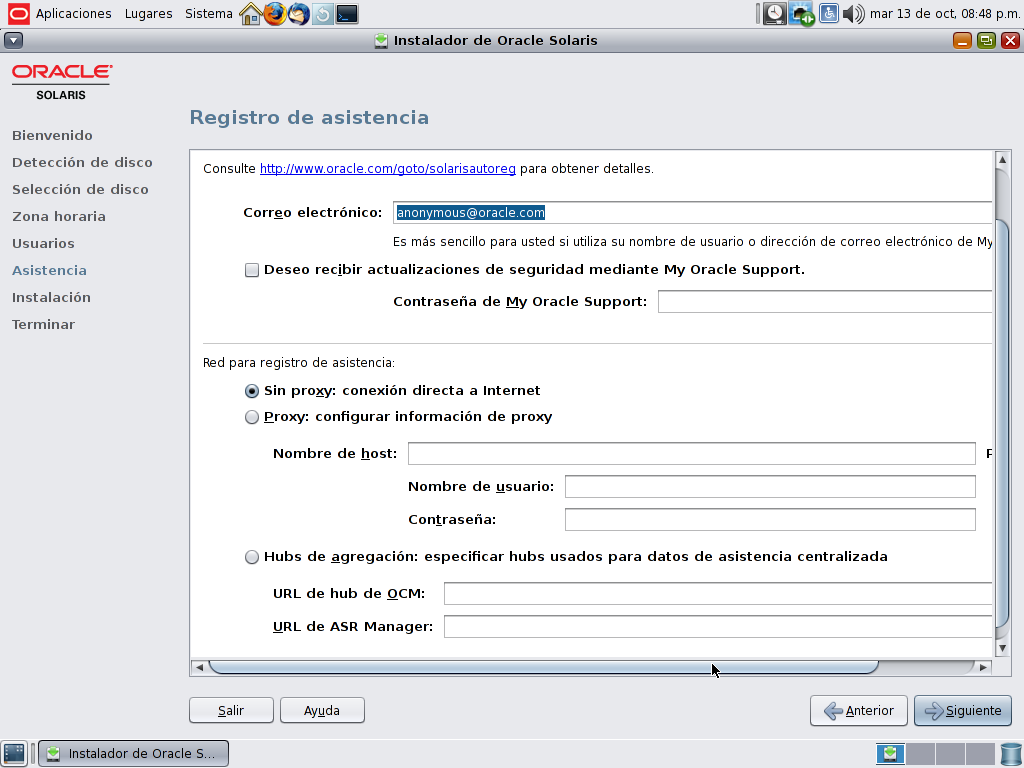 Aplicaciones Lugares Sistema mar 13 de oct, 08:48 p. m.
Instalador de Oracle Solaris
ORACLE
SOLARIS
Bienvenido
Detección de disco
Selección de disco
Zona horaria
Usuarios
Asistencia
Instalación
Terminar
Registro de asistencia
Consulte http://www.oracle.com/goto/solarisautoreg para obtener detalles.
Correo electrónico: anonymous@oracle.com
Es más sencillo para usted si utiliza su nombre de usuario o dirección de correo electrónico de My
Deseo recibir actualizaciones de seguridad mediante My Oracle Support.
Contraseña de My Oracle Support:
Red para registro de asistencia:
Sin proxy: conexión directa a Internet
Proxy: configurar información de proxy
Nombre de host:
Nombre de usuario:
Contraseña:
Hubs de agregación: especificar hubs usados para datos de asistencia centralizada
URL de hub de OCM:
URL de ASR Manager:
Salir Ayuda Anterior Siguiente
Instalador de Oracle S...